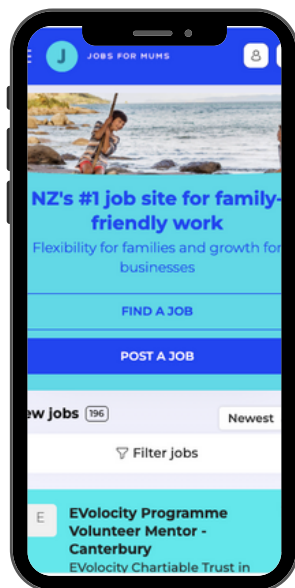 J JOBS FOR MUMS
NZ's #1 job site for family-
friendly work
Flexibility for families and growth for
businesses
FIND A JOB
POST A JOB
ew jobs 196 Newest
Filter jobs
E EVolocity Programme
Volunteer Mentor -
Canterbury
EVolocity Chartiable Trust in